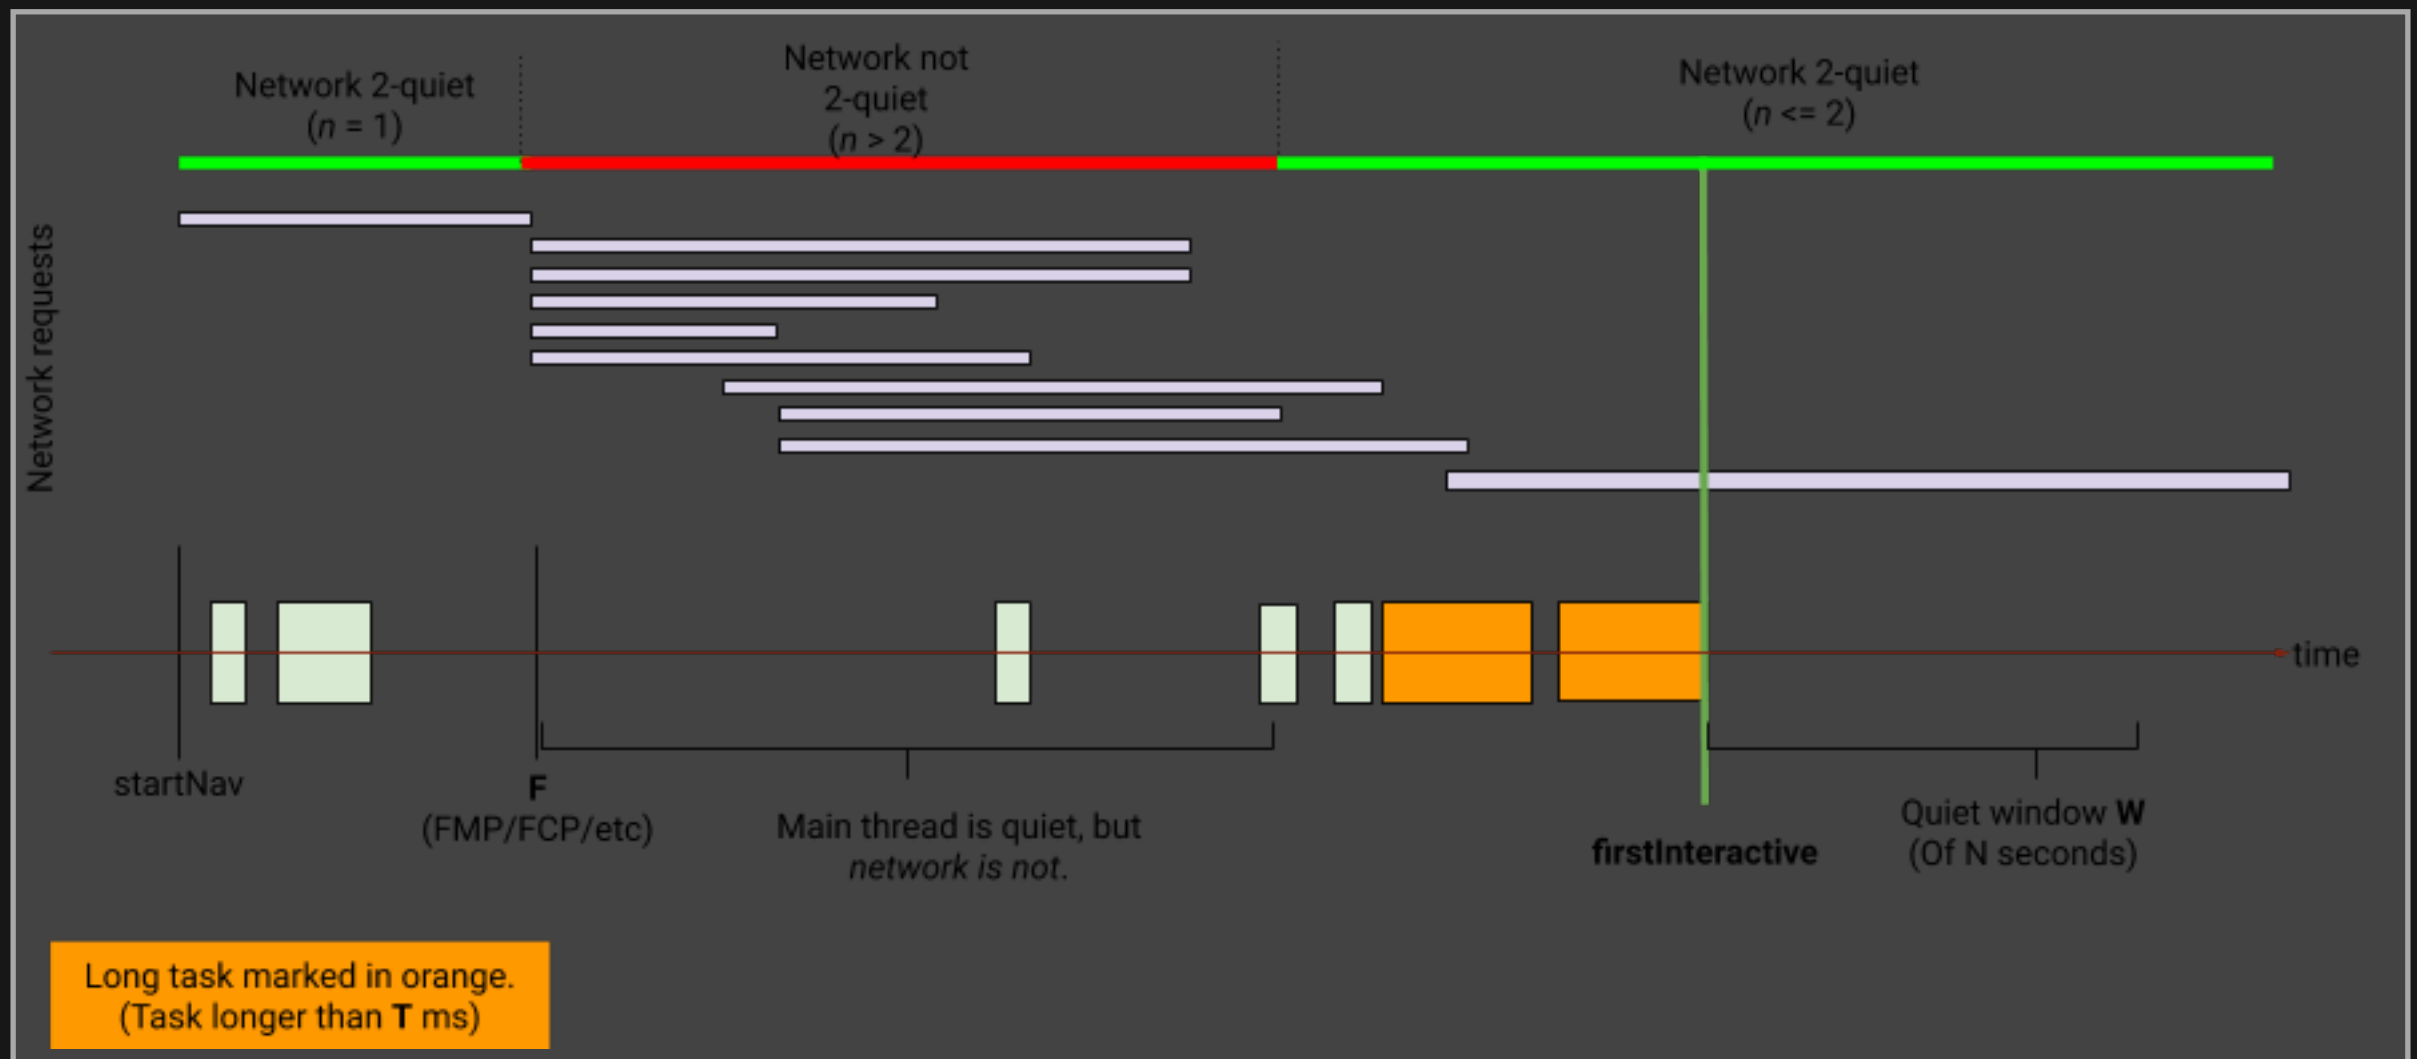 Network 2-quiet
(n = 1)
Network not
2-quiet
(n > 2)
Network 2-quiet
(n <= 2)
Network requests
time
startNav
F
(FMP/FCP/etc)
Main thread is quiet, but
network is not.
firstInteractive
Quiet window W
(Of N seconds)
Long task marked in orange.
(Task longer than T ms)